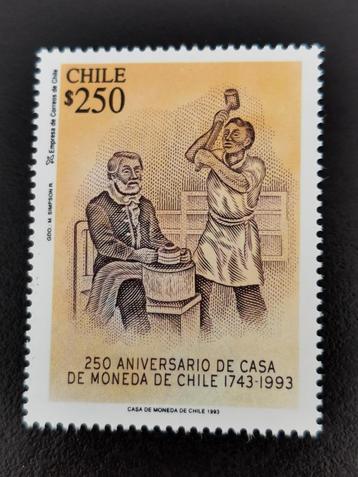 CHILE
$250
Empresa de Correos de Chile
GDO. M. SIMPSON R.
250 ANIVERSARIO DE CASA
DE MONEDA DE CHILE 1743-1993
CASA DE MONEDA DE CHILE 1993